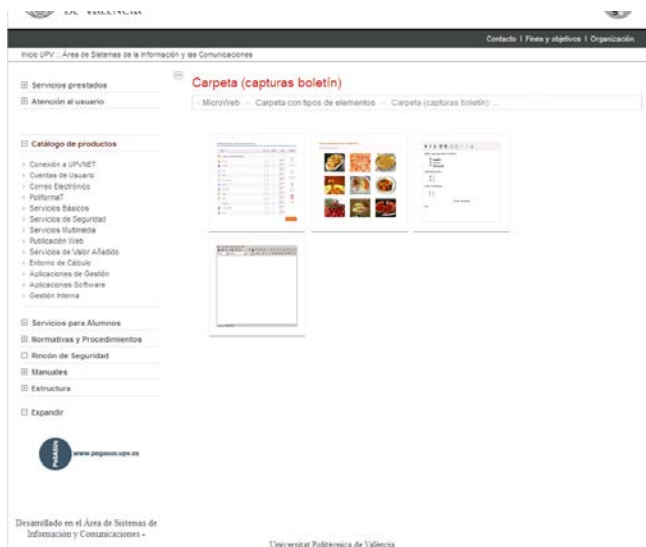 DE VALÈNCIA
Contacto | Fines y objetivos | Organización
Inicio UPV :: Área de Sistemas de la Información y las Comunicaciones
Servicios prestados
Atención al usuario
Catálogo de productos
Conexión a UPVNET
Cuentas de Usuario
Correo Electrónico
PoliformaT
Servicios Básicos
Servicios de Seguridad
Servicios Multimedia
Publicación Web
Servicios de Valor Añadido
Entorno de Cálculo
Aplicaciones de Gestión
Aplicaciones Software
Gestión Interna
Servicios para Alumnos
Normativas y Procedimientos
Rincón de Seguridad
Manuales
Estructura
Expandir
PEGASUS www.pegasus.upv.es
Desarrollado en el Área de Sistemas de
Información y Comunicaciones -
Carpeta (capturas boletín)
MicroWeb Carpeta con tipos de elementos Carpeta (capturas boletín) ...
Universitat Politècnica de València